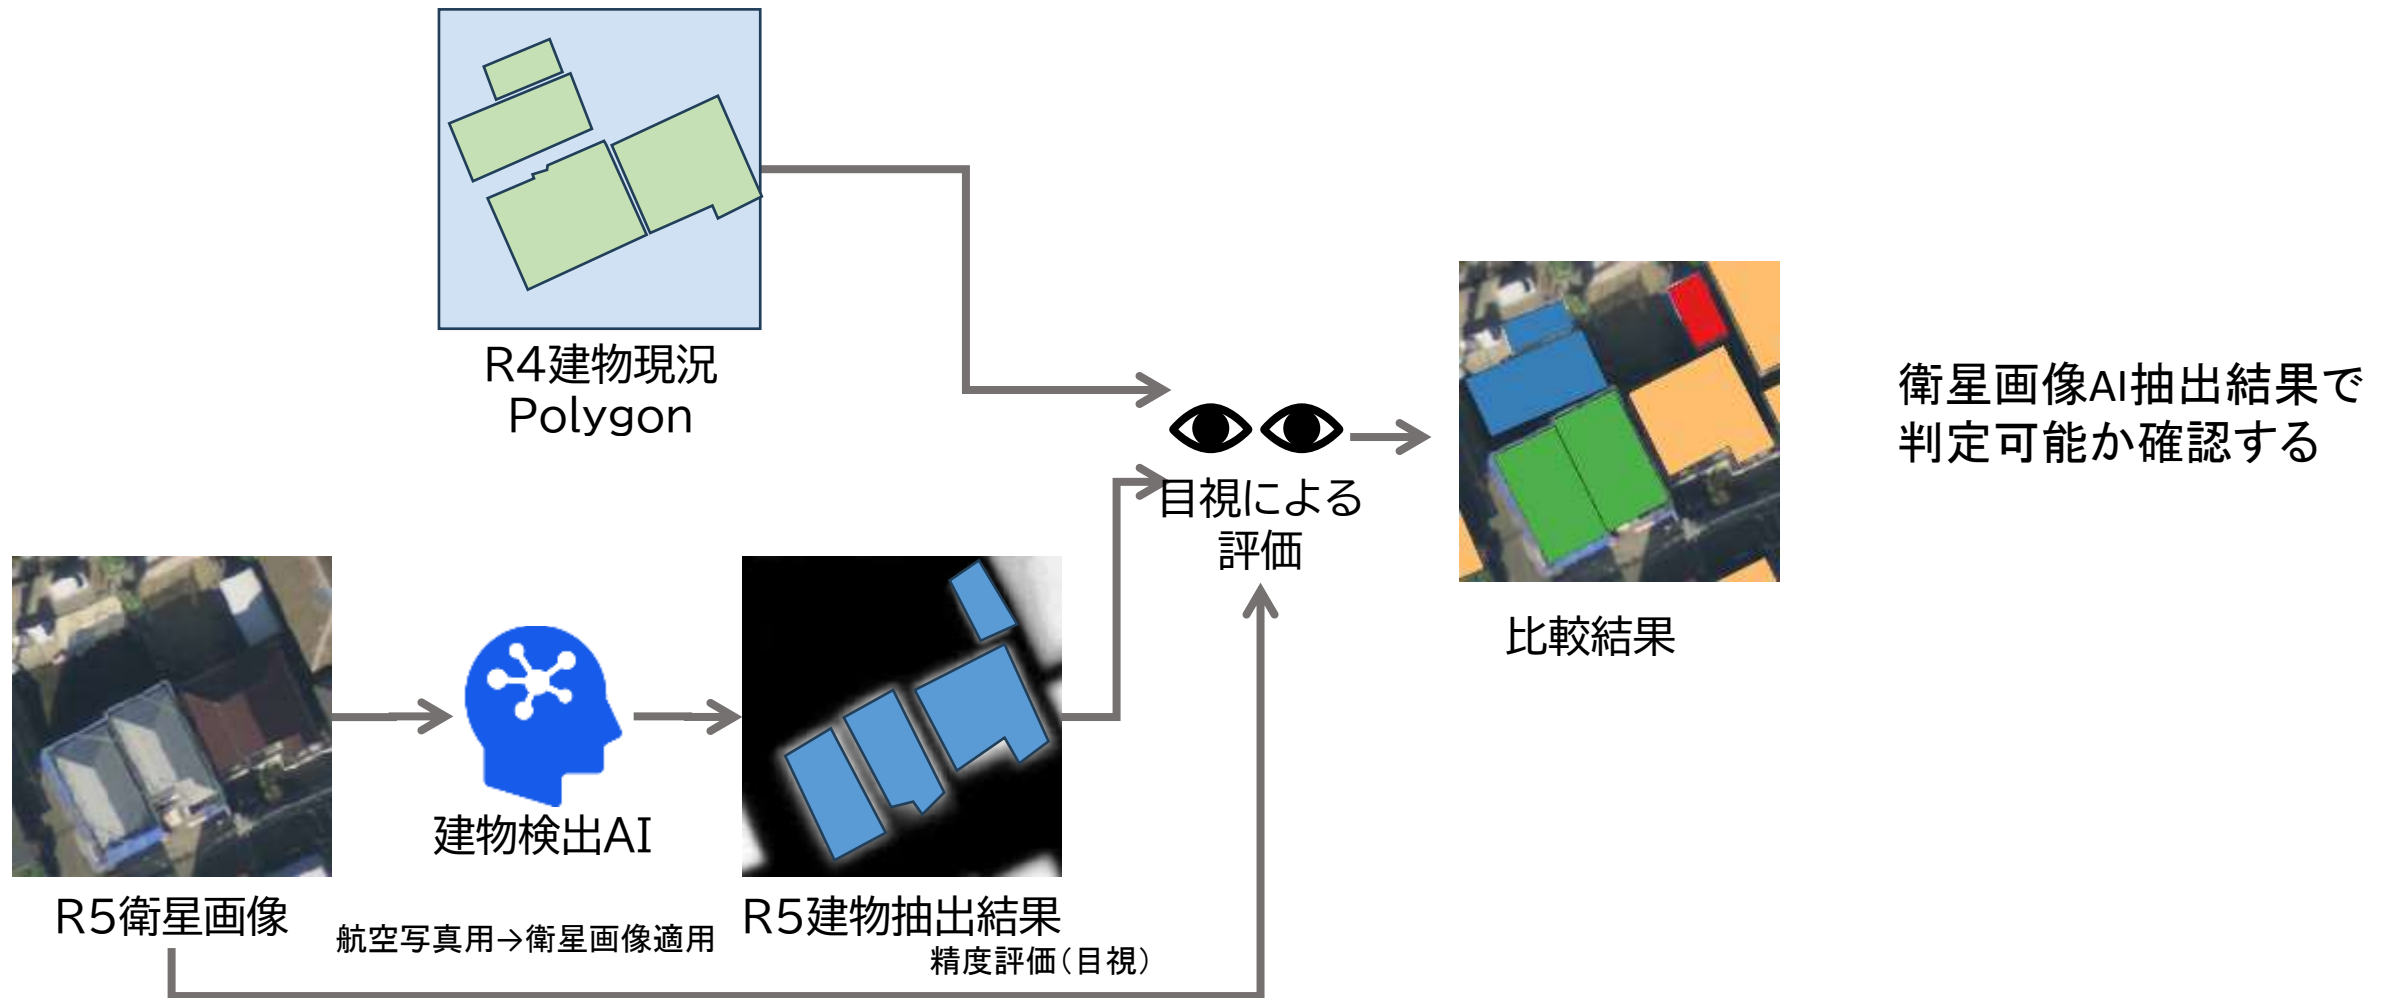 R4建物現況
Polygon
衛星画像AI抽出結果で
判定可能か確認する
目視による
評価
比較結果
建物検出AI
R5衛星画像
航空写真用→衛星画像適用
R5建物抽出結果
精度評価（目視）